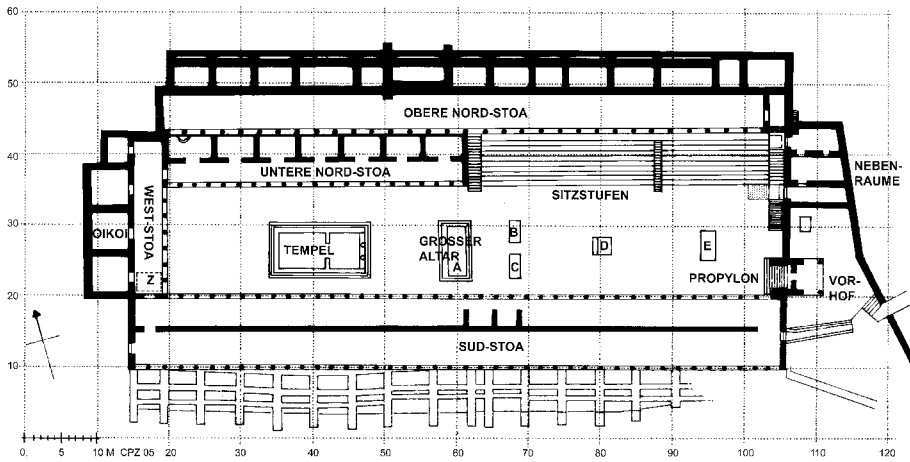 60
50
OBERE NORD-STOA
40
UNTERE NORD-STOA
SITZSTUFEN
NEBEN-
RAUME
WEST-STOA
30
OIKOI
TEMPEL
GROSSER
ALTAR
A
B
C
D
E
Z
PROPYLON
VOR-
HOF
20
SUD-STOA
10
0. 5 10 M CPZ 05 20 30 40 50 60. 70 80 90 100 110. 120